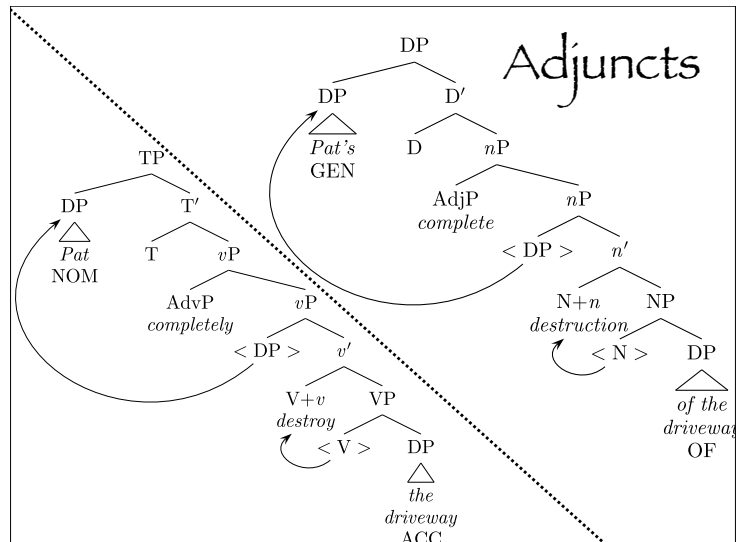 Adjuncts
DP
DP D′
Pat's
GEN
D nP
AdjP
complete
nP
< DP > n′
N+n
destruction
NP
< N > DP
of the
driveway
OF
TP
DP T′
Pat
NOM
T vP
AdvP
completely
vP
< DP > v′
V+v
destroy
VP
< V > DP
the
driveway
ACC